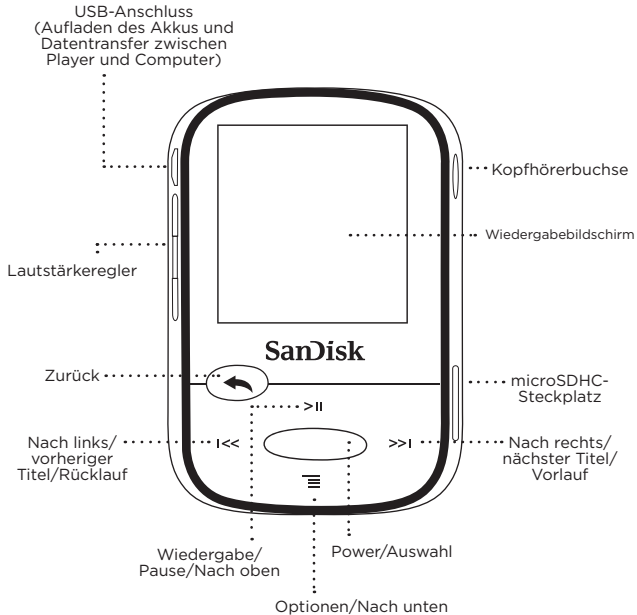 USB-Anschluss
(Aufladen des Akkus und
Datentransfer zwischen
Player und Computer)
Kopfhörerbuchse
Wiedergabebildschirm
Lautstärkeregler
SanDisk
Zurück
microSDHC-
Steckplatz
>II
Nach links/
vorheriger
Titel/Rücklauf
I<<
>>I
Nach rechts/
nächster Titel/
Vorlauf
Wiedergabe/
Pause/Nach oben
Power/Auswahl
Optionen/Nach unten